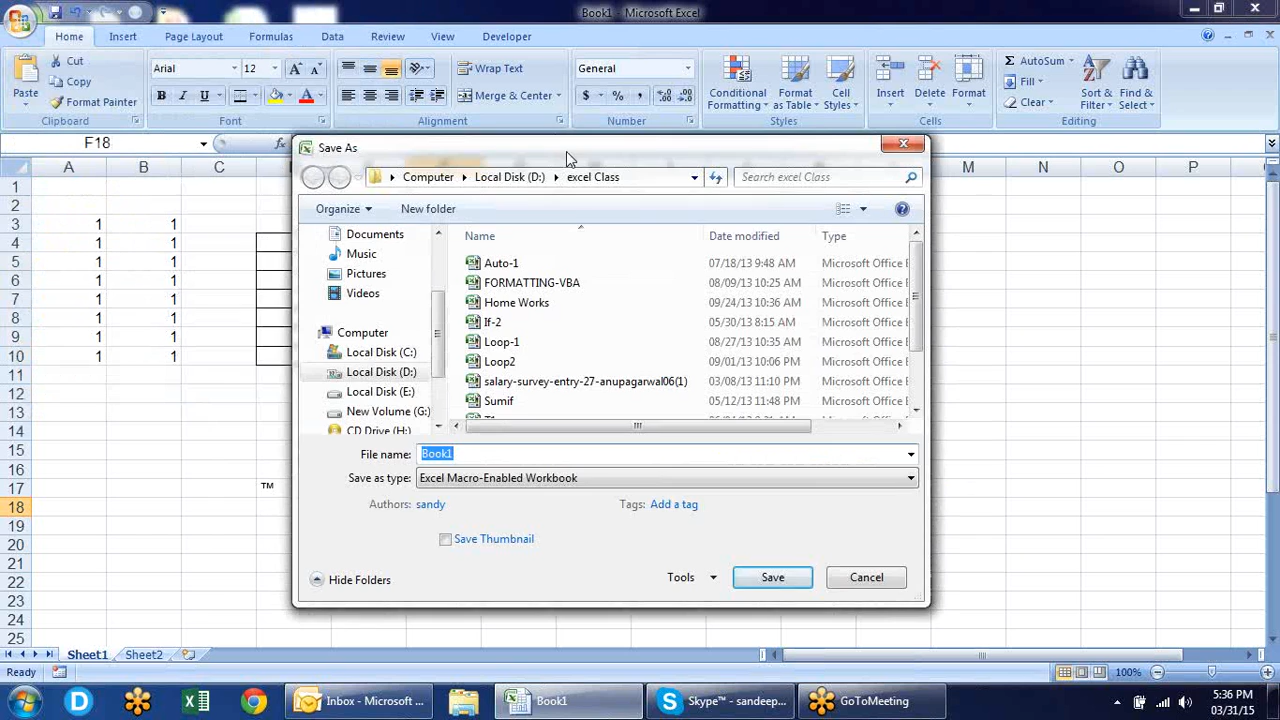 Book1 - Microsoft Excel
Home Insert Page Layout Formulas Data Review View Developer
Paste
Cut
Copy
Format Painter
Clipboard
Arial 12
B I U
Font
Wrap Text
Merge & Center
Alignment
General
$ % ,
Number
Conditional Formatting
Format as Table
Cell Styles
Styles
Insert Delete Format
Cells
AutoSum
Fill
Clear
Sort & Filter
Find & Select
Editing
F18
A B C M N O P
1
2
3 1 1
4 1 1
5 1 1
6 1 1
7 1 1
8 1 1
9 1 1
10 1 1
11
12
13
14
15
16
17 ™
18
19
20
21
22
23
24
25
Save As
Computer Local Disk (D:) excel Class
Search excel Class
Organize New folder
Documents
Music
Pictures
Videos
Computer
Local Disk (C:)
Local Disk (D:)
Local Disk (E:)
New Volume (G:)
CD Drive (H:)
Name Date modified Type
Auto-1 07/18/13 9:48 AM Microsoft Office E
FORMATTING-VBA 08/09/13 10:25 AM Microsoft Office E
Home Works 09/24/13 10:36 AM Microsoft Office E
If-2 05/30/13 8:15 AM Microsoft Office E
Loop-1 08/27/13 10:35 AM Microsoft Office E
Loop2 09/01/13 10:06 PM Microsoft Office E
salary-survey-entry-27-anupagarwal06(1) 03/08/13 11:10 PM Microsoft Office E
Sumif 05/12/13 11:48 PM Microsoft Office E
File name: Book1
Save as type: Excel Macro-Enabled Workbook
Authors: sandy Tags: Add a tag
Save Thumbnail
Hide Folders Tools Save Cancel
Sheet1 Sheet2
Ready 100%
Inbox - Microsoft ... Book1 Skype™ - sandeep... GoToMeeting
5:36 PM
03/31/15